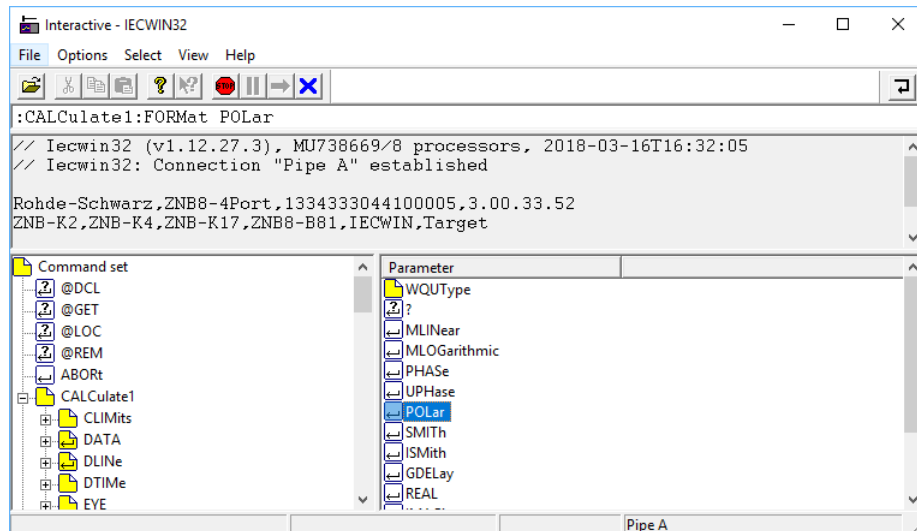 Interactive - IECWIN32
File Options Select View Help
STOP
:CALCulate1:FORMat POLar
// Iecwin32 (v1.12.27.3), MU738669/8 processors, 2018-03-16T16:32:05
// Iecwin32: Connection "Pipe A" established
Rohde-Schwarz,ZNB8-4Port,1334333044100005,3.00.33.52
ZNB-K2,ZNB-K4,ZNB-K17,ZNB8-B81,IECWIN,Target
Command set
@DCL
@GET
@LOC
@REM
ABORt
CALCulate1
CLIMits
DATA
DLINe
DTIMe
EYE
Parameter
WQUType
?
MLINear
MLOGarithmic
PHASe
UPHase
POLar
SMITh
ISMith
GDELay
REAL
Pipe A